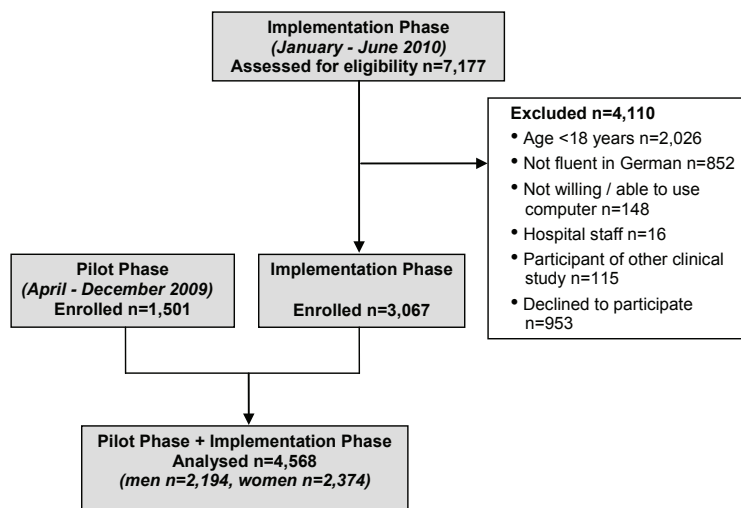 Implementation Phase
(January - June 2010)
Assessed for eligibility n=7,177
Excluded n=4,110
• Age <18 years n=2,026
• Not fluent in German n=852
• Not willing / able to use
computer n=148
• Hospital staff n=16
• Participant of other clinical
study n=115
• Declined to participate
n=953
Pilot Phase
(April - December 2009)
Enrolled n=1,501
Implementation Phase
Enrolled n=3,067
Pilot Phase + Implementation Phase
Analysed n=4,568
(men n=2,194, women n=2,374)